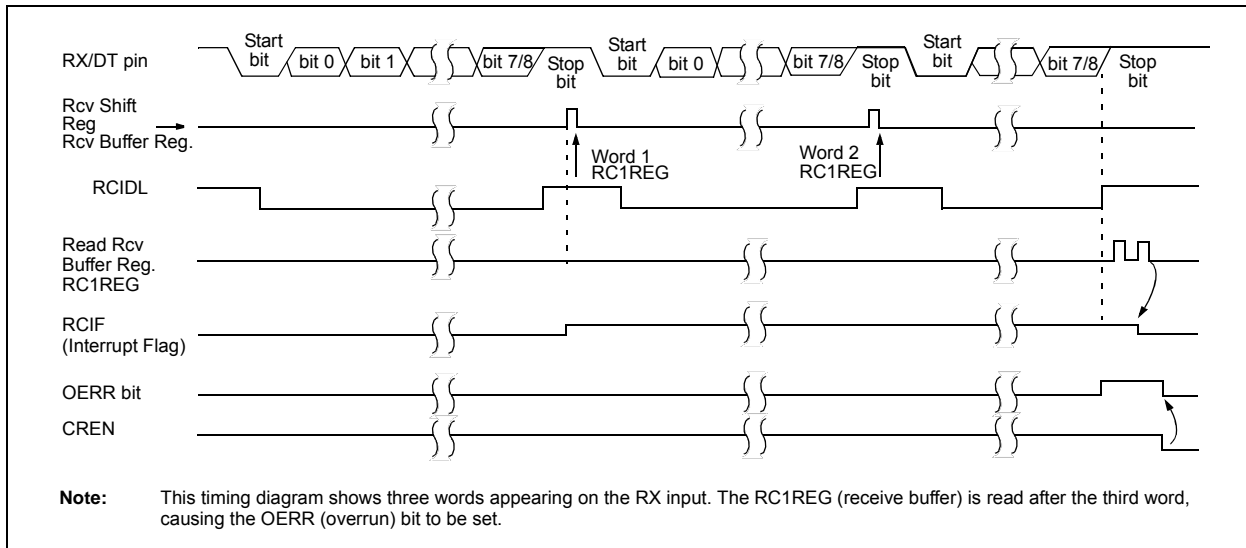 Start bit
bit 0
bit 1
bit 7/8
Stop bit
Start bit
bit 0
bit 7/8
Stop bit
Start bit
bit 7/8
Stop bit
RX/DT pin
Rcv Shift
Reg
Rcv Buffer Reg.
Word 1
RC1REG
Word 2
RC1REG
RCIDL
Read Rcv
Buffer Reg.
RC1REG
RCIF
(Interrupt Flag)
OERR bit
CREN
Note: This timing diagram shows three words appearing on the RX input. The RC1REG (receive buffer) is read after the third word,
causing the OERR (overrun) bit to be set.